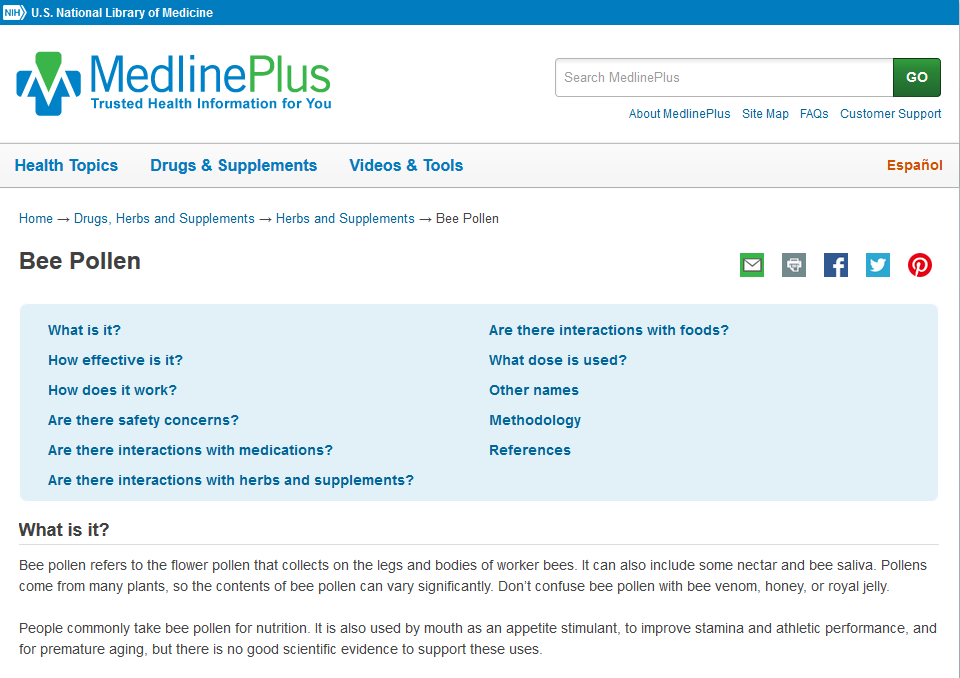 NIH U.S. National Library of Medicine
MedlinePlus
Trusted Health Information for You
Search MedlinePlus
GO
About MedlinePlus Site Map FAQs Customer Support
Health Topics Drugs & Supplements Videos & Tools Español
Home → Drugs, Herbs and Supplements → Herbs and Supplements → Bee Pollen
Bee Pollen
What is it?
How effective is it?
How does it work?
Are there safety concerns?
Are there interactions with medications?
Are there interactions with herbs and supplements?
Are there interactions with foods?
What dose is used?
Other names
Methodology
References
What is it?
Bee pollen refers to the flower pollen that collects on the legs and bodies of worker bees. It can also include some nectar and bee saliva. Pollens
come from many plants, so the contents of bee pollen can vary significantly. Don’t confuse bee pollen with bee venom, honey, or royal jelly.
People commonly take bee pollen for nutrition. It is also used by mouth as an appetite stimulant, to improve stamina and athletic performance, and
for premature aging, but there is no good scientific evidence to support these uses.